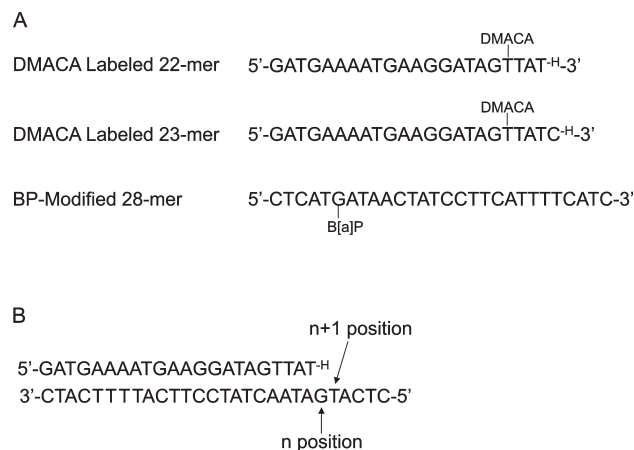 A
DMACA
DMACA Labeled 22-mer 5'-GATGAAAATGAAGGATAGTTAT-H-3'
DMACA
DMACA Labeled 23-mer 5'-GATGAAAATGAAGGATAGTTATC-H-3'
BP-Modified 28-mer 5'-CTCATGATAACTATCCTTCATTTTCATC-3'
B[a]P
B
n+1 position
5'-GATGAAAATGAAGGATAGTTAT-H
3'-CTACTTTTACTTCCTATCAATAGTACTC-5'
n position